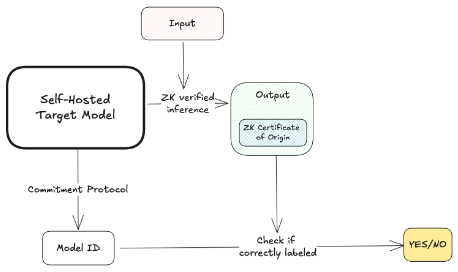 Input
Self-Hosted
Target Model
ZK verified
inference
Output
ZK Certificate
of Origin
Commitment Protocol
Model ID
Check if
correctly labeled
YES/NO